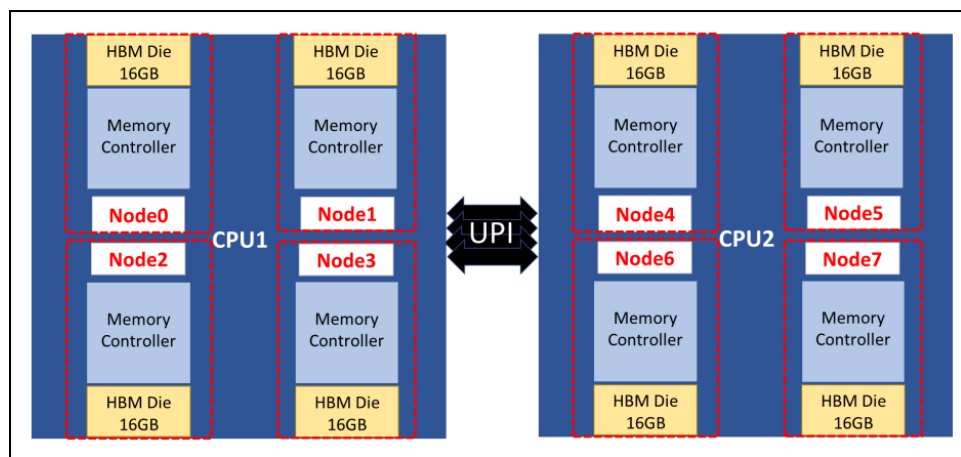 HBM Die
16GB
HBM Die
16GB
HBM Die
16GB
HBM Die
16GB
Memory
Controller
Memory
Controller
Memory
Controller
Memory
Controller
Node0
Node1
Node4
Node5
CPU1
UPI
CPU2
Node2
Node3
Node6
Node7
Memory
Controller
Memory
Controller
Memory
Controller
Memory
Controller
HBM Die
16GB
HBM Die
16GB
HBM Die
16GB
HBM Die
16GB